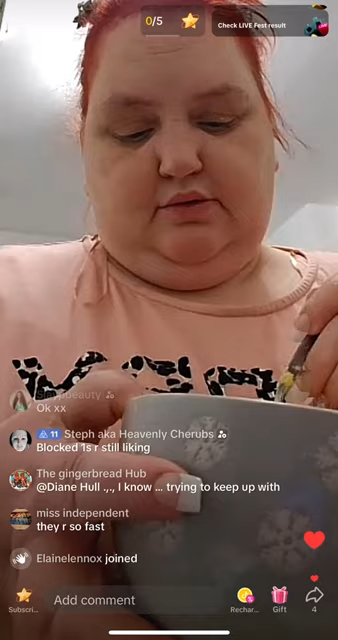 0/5
Check LIVE Fest result
Ok xx
11 Steph aka Heavenly Cherubs
Blocked 1s r still liking
The gingerbread Hub
@Diane Hull .,,, I know ... trying to keep up with
miss independent
they r so fast
Elainelennox joined
Subscri...
Add comment
Rechar...
Gift
4